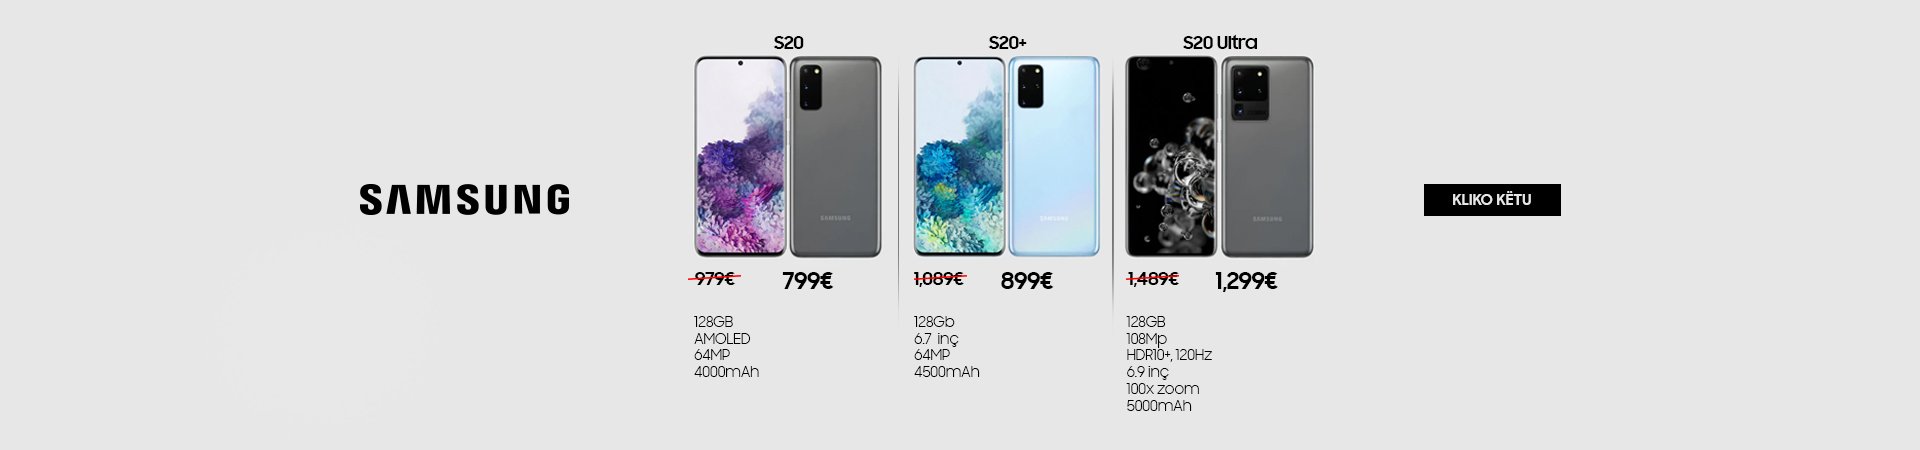 SAMSUNG
S20
SAMSUNG
979€ 799€
128GB
AMOLED
64MP
4000mAh
S20+
SAMSUNG
1,089€ 899€
128Gb
6.7 inç
64MP
4500mAh
S20 Ultra
SAMSUNG
1,489€ 1,299€
128GB
108Mp
HDR10+, 120Hz
6.9 inç
100x zoom
5000mAh
KLIKO KËTU